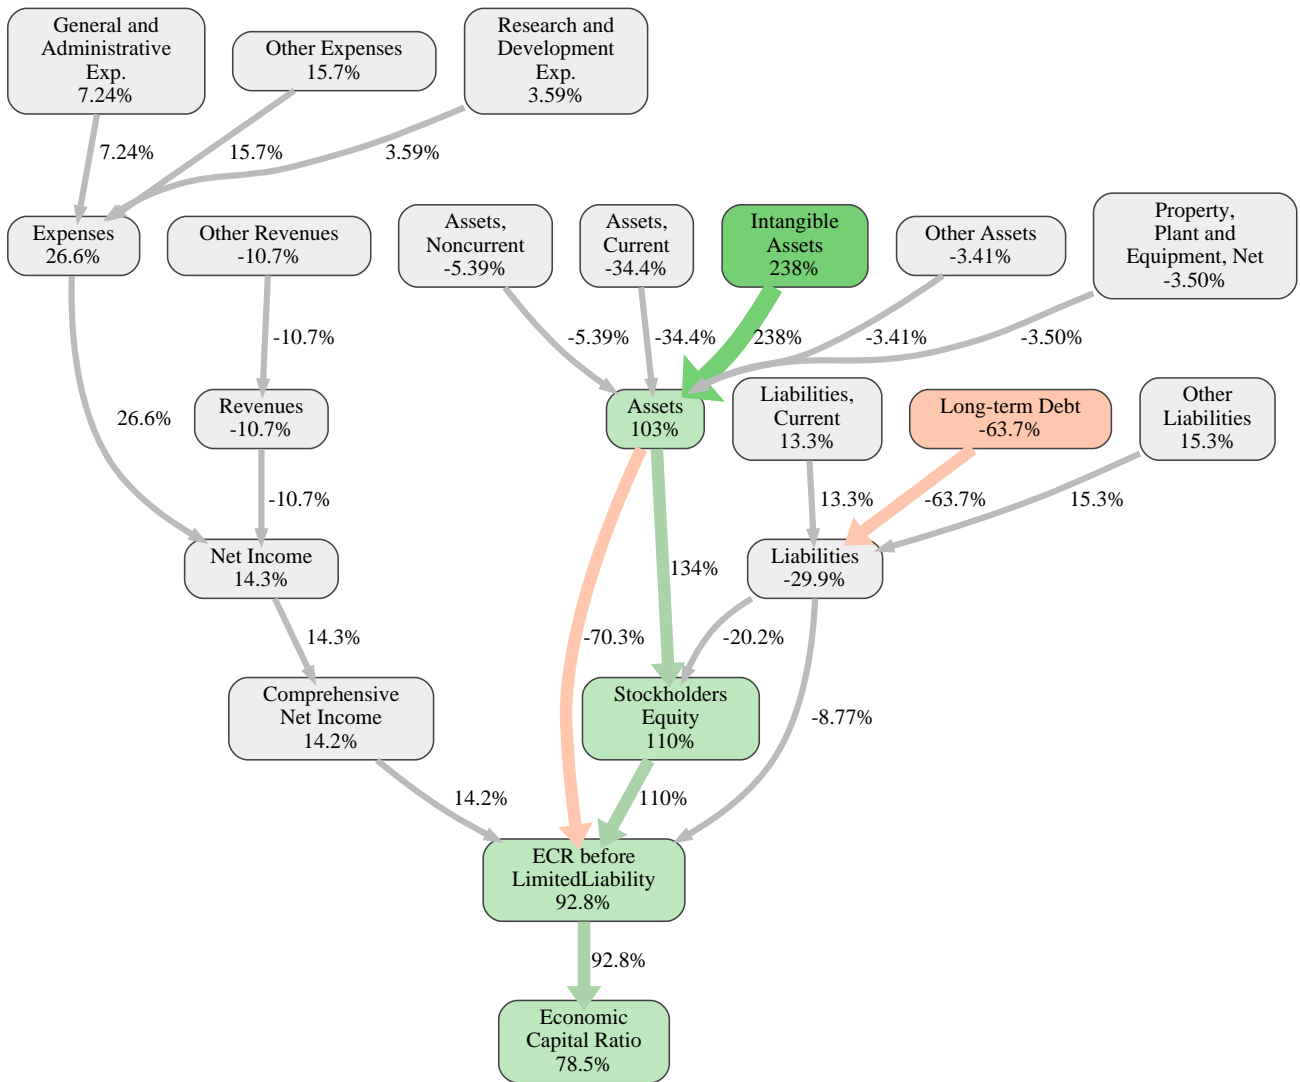 General and
Administrative
Exp.
7.24%
Other Expenses
15.7%
Research and
Development
Exp.
3.59%
7.24%
15.7%
3.59%
Expenses
26.6%
Other Revenues
-10.7%
Assets,
Noncurrent
-5.39%
Assets,
Current
-34.4%
Intangible
Assets
238%
Other Assets
-3.41%
Property,
Plant and
Equipment, Net
-3.50%
-10.7%
-5.39%
-34.4%
238%
-3.41%
-3.50%
26.6%
Revenues
-10.7%
Assets
103%
Liabilities,
Current
13.3%
Long-term Debt
-63.7%
Other
Liabilities
15.3%
-10.7%
13.3%
-63.7%
15.3%
Net Income
14.3%
134%
Liabilities
-29.9%
14.3%
-70.3%
-20.2%
Comprehensive
Net Income
14.2%
Stockholders
Equity
110%
-8.77%
14.2%
110%
ECR before
LimitedLiability
92.8%
92.8%
Economic
Capital Ratio
78.5%